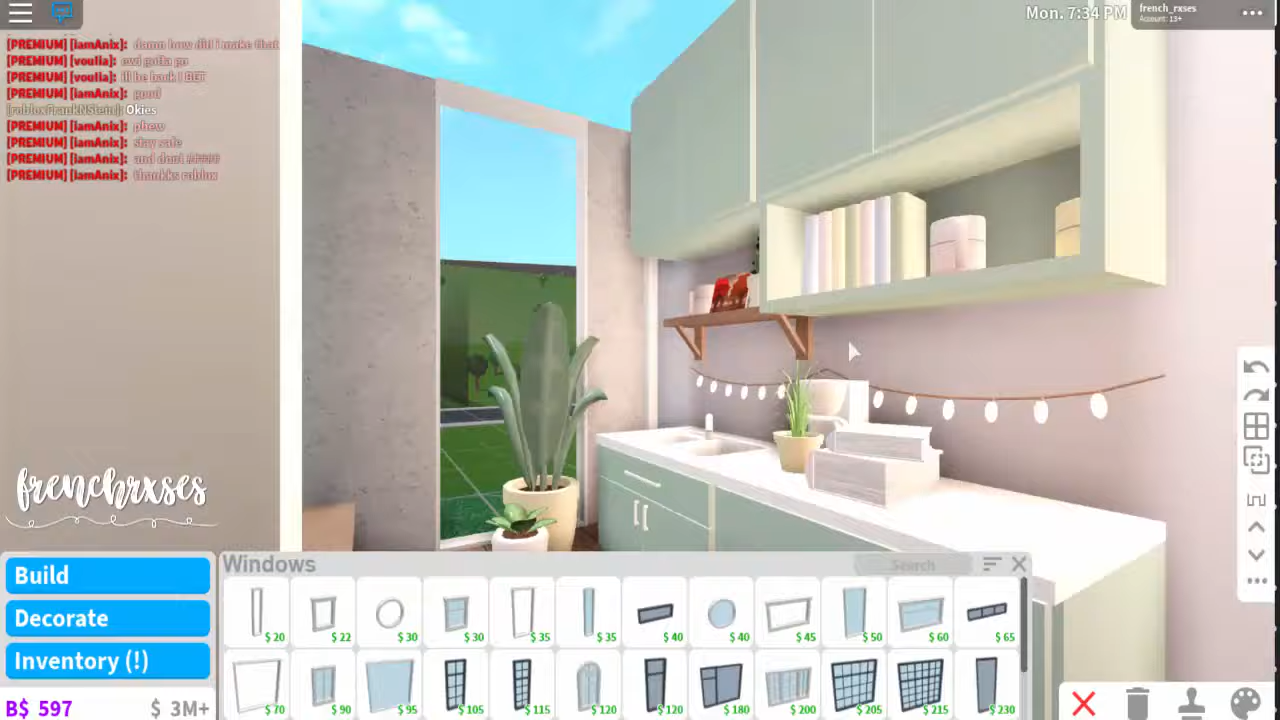 Mon. 7:34 PM
french_rxses
Account: 13+
[PREMIUM] [iamAnix]: damn how did i make that
[PREMIUM] [voulia]: ewd gotta go
[PREMIUM] [voulia]: ill be back I BET
[PREMIUM] [iamAnix]: good
[robloxFrankNStein]: Okies
[PREMIUM] [iamAnix]: phew
[PREMIUM] [iamAnix]: stay safe
[PREMIUM] [iamAnix]: and dont #####
[PREMIUM] [iamAnix]: thankks roblox
frenchrxses
Build
Decorate
Inventory (!)
B$ 597 $ 3M+
Windows
Search
$ 20 $ 22 $ 30 $ 30 $ 35 $ 35 $ 40 $ 40 $ 45 $ 50 $ 60 $ 65
$ 70 $ 90 $ 95 $ 105 $ 115 $ 120 $ 120 $ 180 $ 200 $ 205 $ 215 $ 230